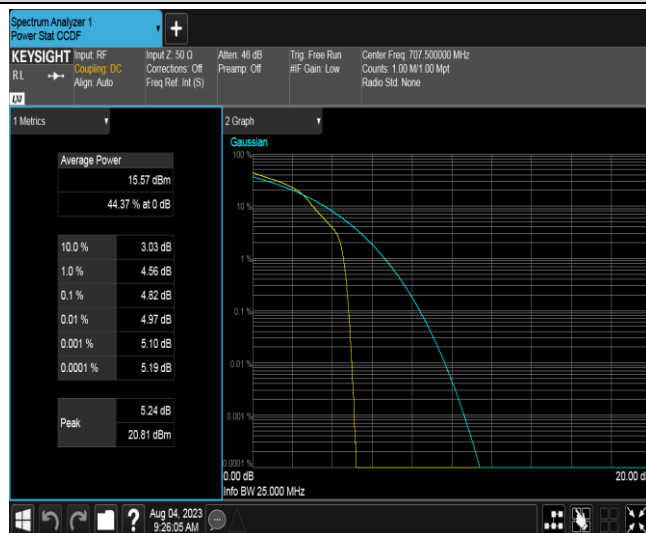 Spectrum Analyzer 1
Power Stat CCDF
+
KEYSIGHT
RL
LXI
Input: RF
Coupling: DC
Align: Auto
Input Z: 50 Ω
Corrections: Off
Freq Ref: Int (S)
Atten: 46 dB
Preamp: Off
Trig: Free Run
#IF Gain: Low
Center Freq: 707.500000 MHz
Counts: 1.00 M/1.00 Mpt
Radio Std: None
1 Metrics
Average Power
15.57 dBm
44.37 % at 0 dB
10.0 % 3.03 dB
1.0 % 4.56 dB
0.1 % 4.82 dB
0.01 % 4.97 dB
0.001 % 5.10 dB
0.0001 % 5.19 dB
Peak
5.24 dB
20.81 dBm
2 Graph
Gaussian
100 %
10 %
1 %
0.1 %
0.01 %
0.001 %
0.0001 %
0.00 dB
20.00 d
Info BW 25.000 MHz
?
Aug 04, 2023
9:26:05 AM